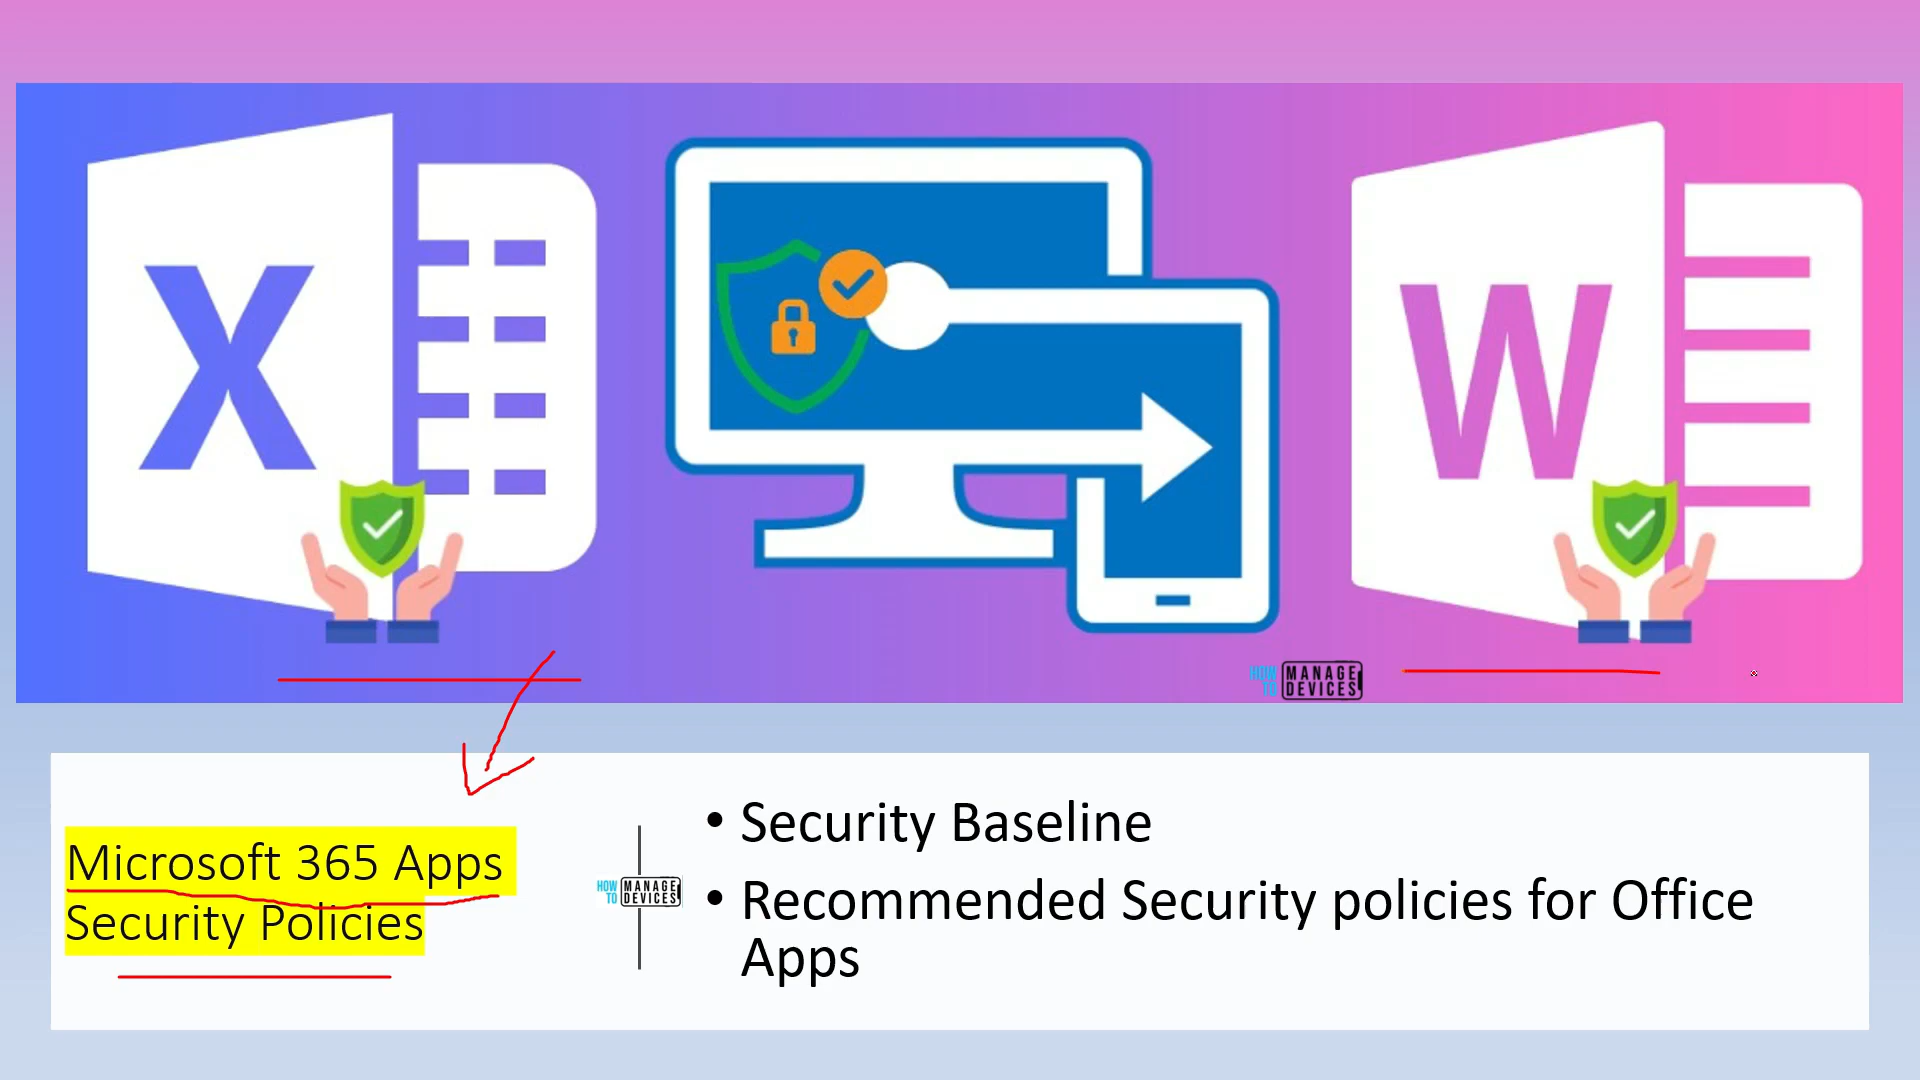 X
W
HOW
TO
MANAGE
DEVICES
Microsoft 365 Apps
Security Policies
HOW
TO
MANAGE
DEVICES
• Security Baseline
• Recommended Security policies for Office
Apps